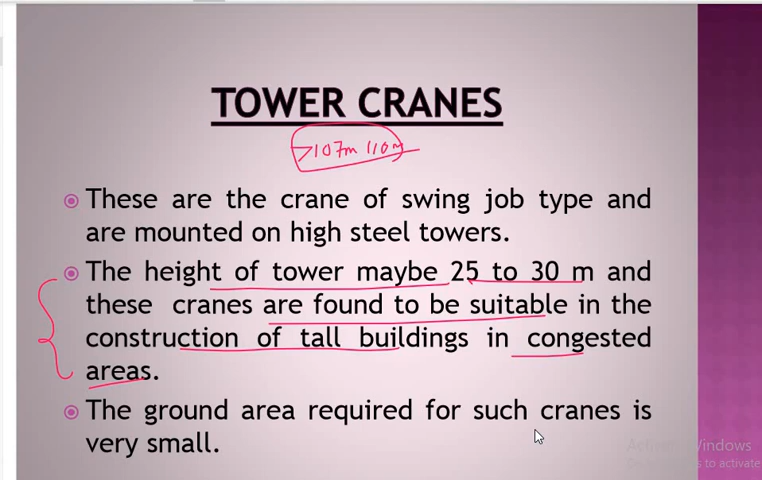 TOWER CRANES
>107m 110m
These are the crane of swing job type and
are mounted on high steel towers.
The height of tower maybe 25 to 30 m and
these cranes are found to be suitable in the
construction of tall buildings in congested
areas.
The ground area required for such cranes is
very small.
Windows
s to activate